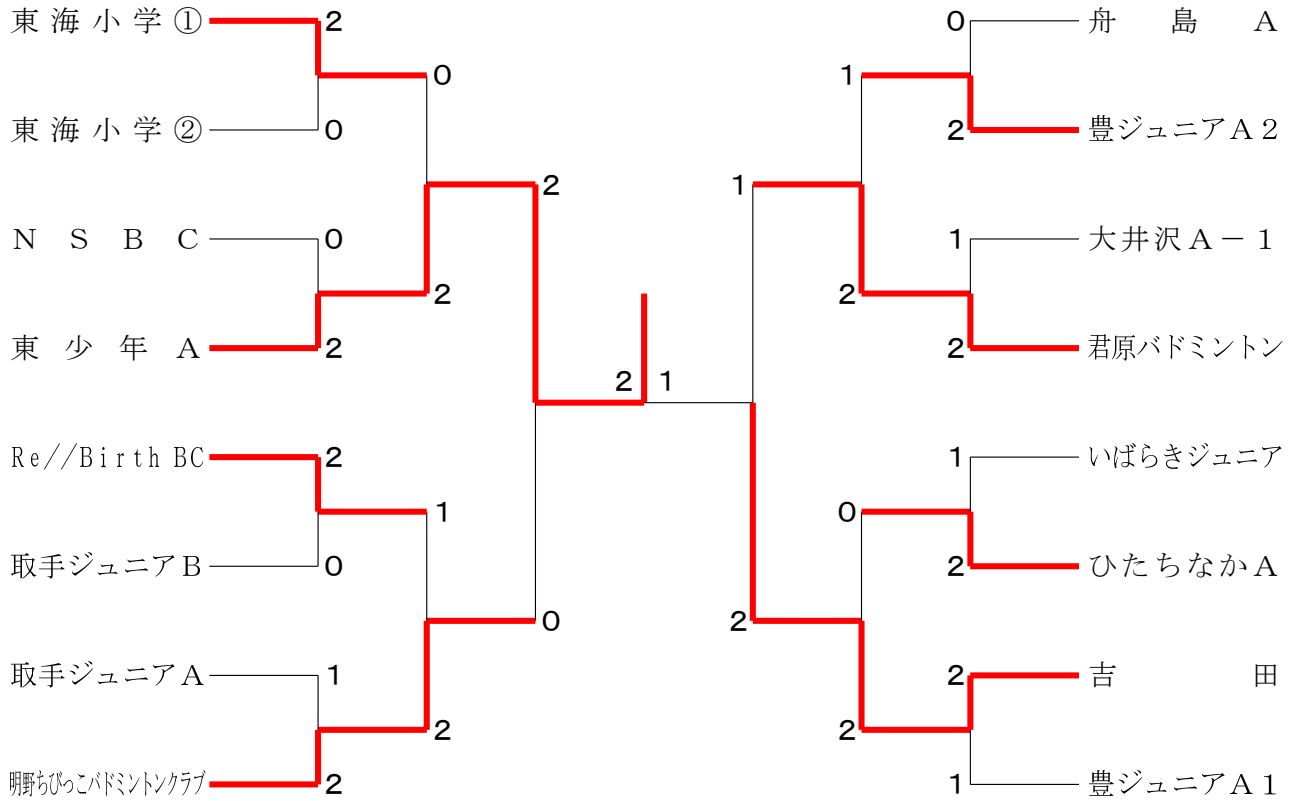 東海小学① 2 0 舟島A
0 1
東海小学② 0 2 豊ジュニアA2
2 1
NSBC 0 1 大井沢A-1
2 2
東少年A 2 2 君原バドミントン
2 1
Re//Birth BC 2 1 いばらきジュニア
1 0
取手ジュニアB 0 2 ひたちなかA
0 2
取手ジュニアA 1 2 吉田
2 2
明野ちびっこバドミントンクラブ 2 1 豊ジュニアA1